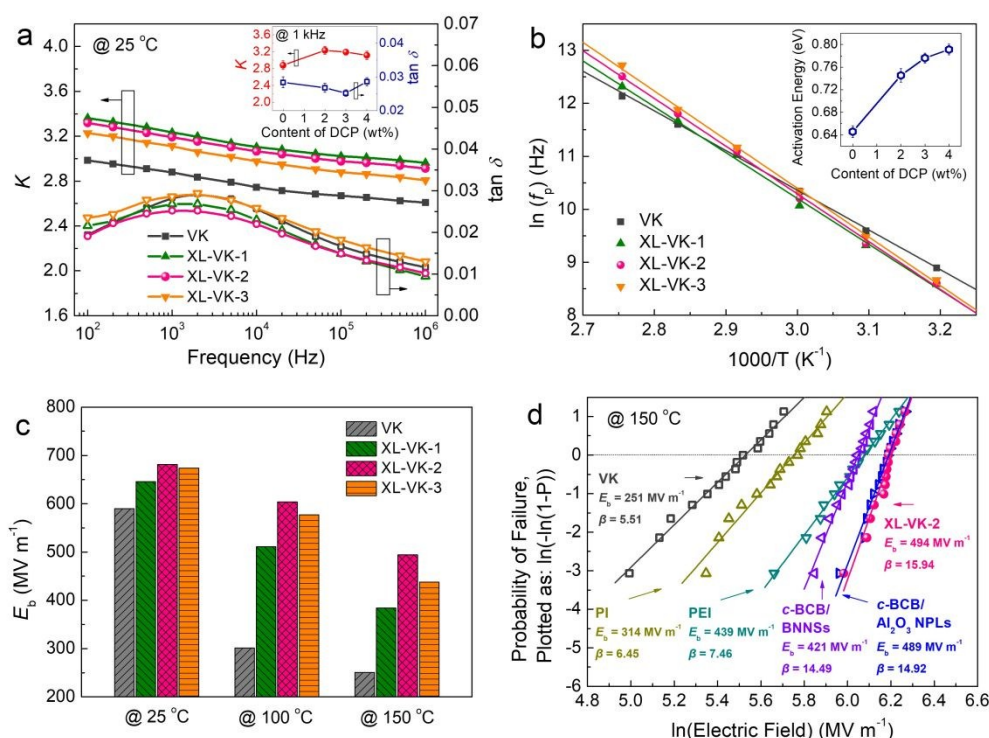 a
@ 25 °C
@ 1 kHz
K
3.6
3.2
2.8
2.4
2.0
0.04
0.03
0.02
tan δ
0 1 2 3 4
Content of DCP (wt%)
4.0
3.6
3.2
2.8
2.4
2.0
1.6
K
0.07
0.06
0.05
0.04
0.03
0.02
0.01
0.00
tan δ
VK
XL-VK-1
XL-VK-2
XL-VK-3
10² 10³ 10⁴ 10⁵ 10⁶
Frequency (Hz)
b
13
12
11
10
9
8
ln (fp) (Hz)
Activation Energy (eV)
0.80
0.76
0.72
0.68
0.64
0 1 2 3 4
Content of DCP (wt%)
VK
XL-VK-1
XL-VK-2
XL-VK-3
2.7 2.8 2.9 3.0 3.1 3.2
1000/T (K⁻¹)
c
800
700
600
500
400
300
200
Eb (MV m⁻¹)
VK
XL-VK-1
XL-VK-2
XL-VK-3
@ 25 °C @ 100 °C @ 150 °C
d
@ 150 °C
Probability of Failure,
Plotted as: ln(-ln(1-P))
1
0
-1
-2
-3
-4
-5
-6
VK
Eb = 251 MV m⁻¹
β = 5.51
PI
Eb = 314 MV m⁻¹
β = 6.45
PEI
Eb = 439 MV m⁻¹
β = 7.46
c-BCB/
BNNSs
Eb = 421 MV m⁻¹
β = 14.49
c-BCB/
Al₂O₃ NPLs
Eb = 489 MV m⁻¹
β = 14.92
XL-VK-2
Eb = 494 MV m⁻¹
β = 15.94
4.8 5.0 5.2 5.4 5.6 5.8 6.0 6.2 6.4 6.6
ln(Electric Field) (MV m⁻¹)